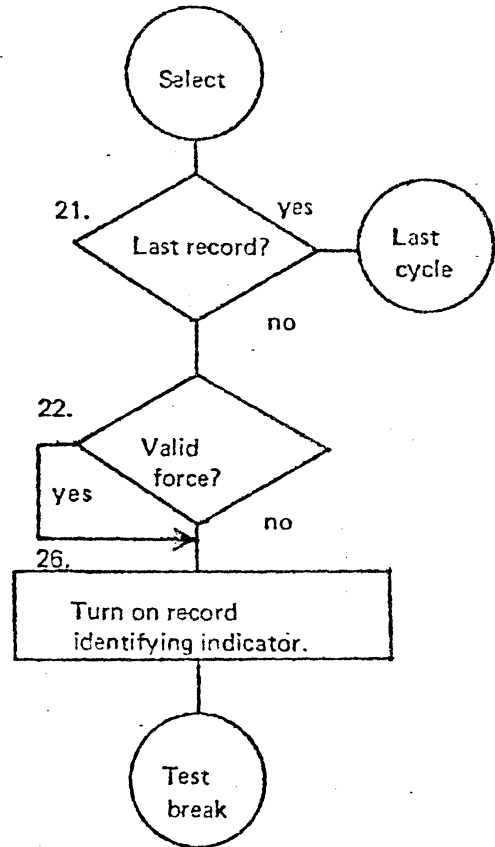 Select
21.
yes
Last record?
Last
cycle
no
22.
Valid
force?
yes
no
26.
Turn on record
identifying indicator.
Test
break